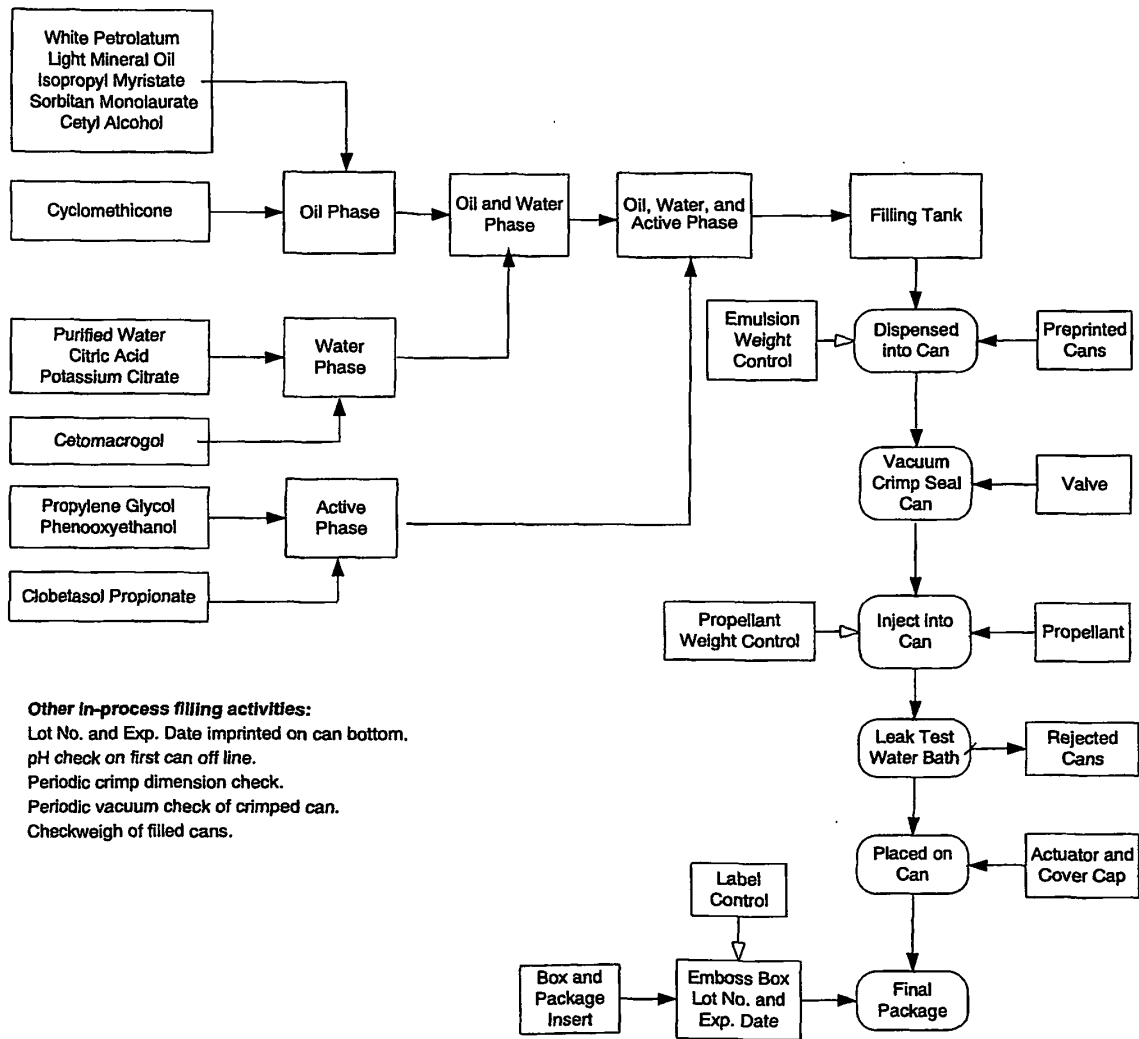 White Petrolatum
Light Mineral Oil
Isopropyl Myristate
Sorbitan Monolaurate
Cetyl Alcohol
Cyclomethicone
Oil Phase
Oil and Water
Phase
Oil, Water, and
Active Phase
Filling Tank
Purified Water
Citric Acid
Potassium Citrate
Water
Phase
Cetomacrogol
Emulsion
Weight
Control
Dispensed
into Can
Preprinted
Cans
Propylene Glycol
Phenooxyethanol
Active
Phase
Clobetasol Propionate
Vacuum
Crimp Seal
Can
Valve
Propellant
Weight Control
Inject into
Can
Propellant
Other in-process filling activities:
Lot No. and Exp. Date imprinted on can bottom.
pH check on first can off line.
Periodic crimp dimension check.
Periodic vacuum check of crimped can.
Checkweigh of filled cans.
Leak Test
Water Bath
Rejected
Cans
Placed on
Can
Actuator and
Cover Cap
Label
Control
Box and
Package
Insert
Emboss Box
Lot No. and
Exp. Date
Final
Package